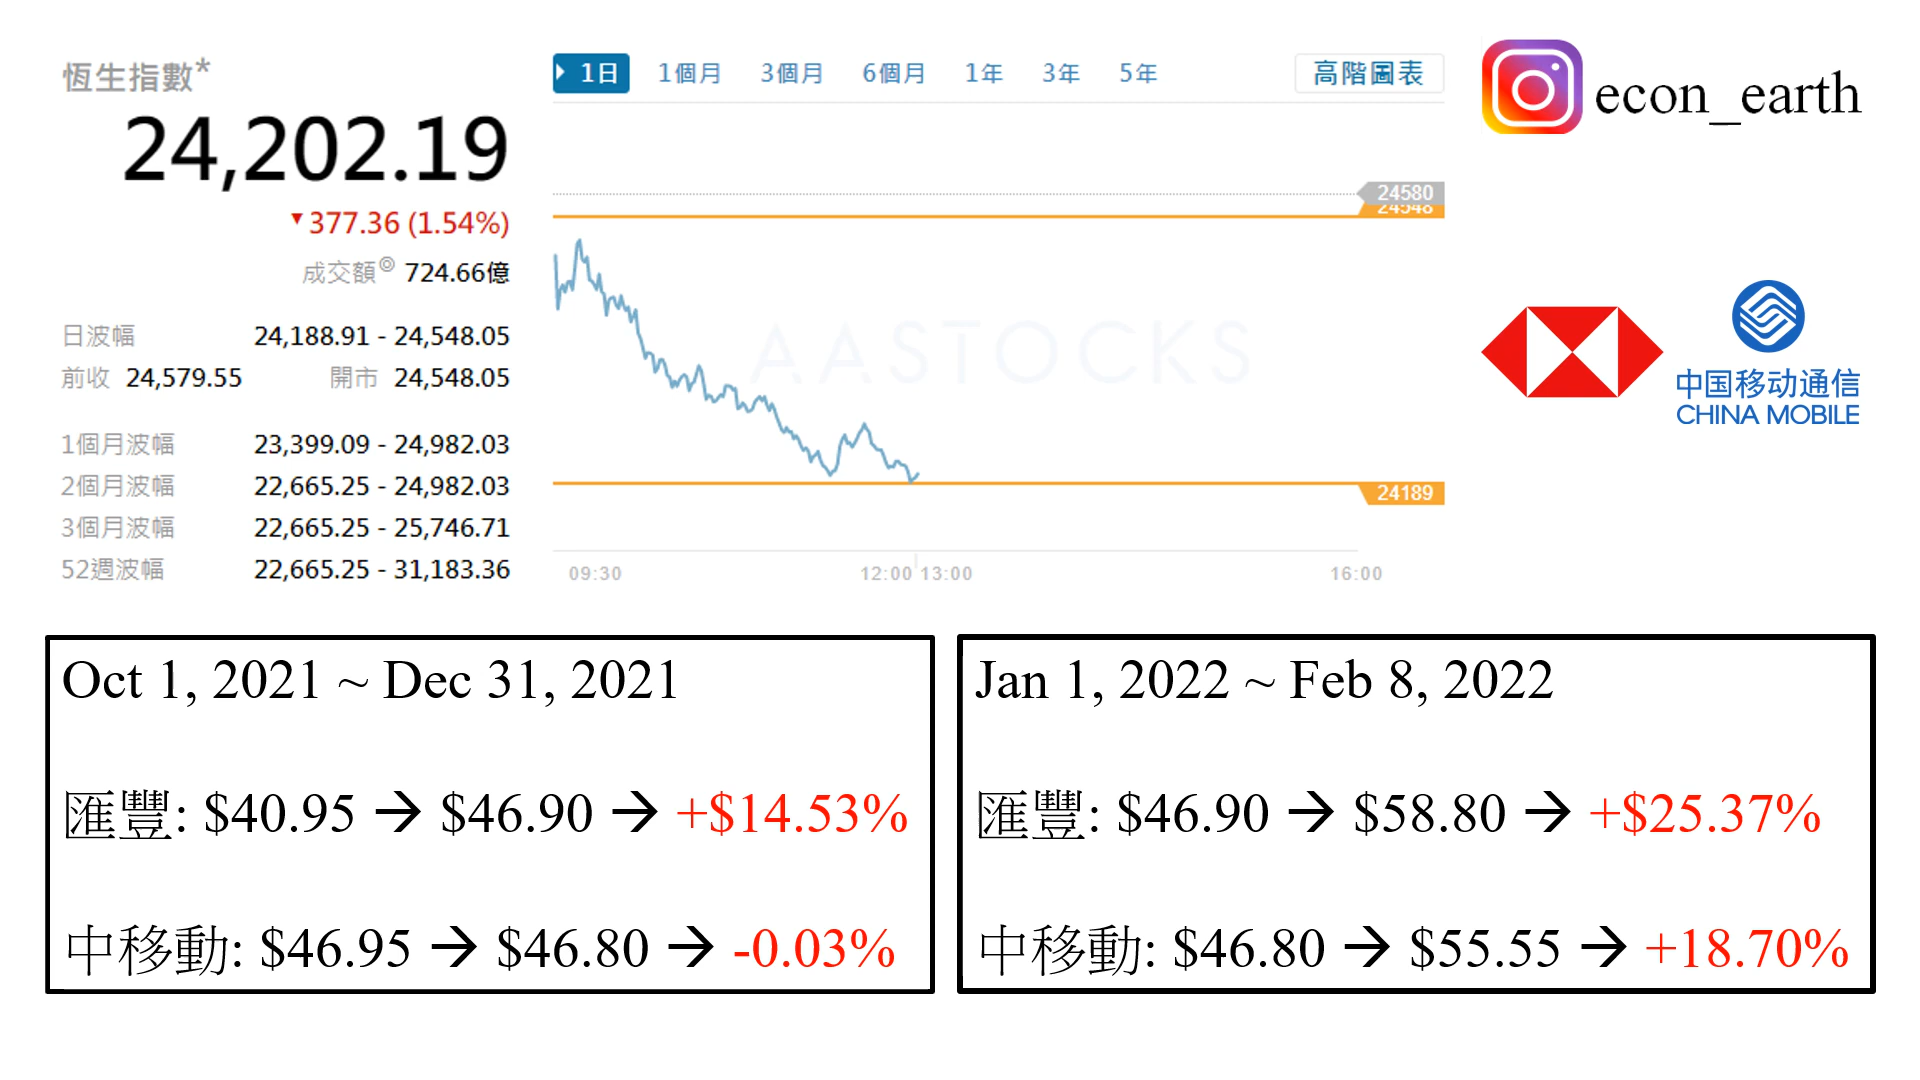 恆生指數*
24,202.19
▼377.36 (1.54%)
成交額◎ 724.66億
日波幅 24,188.91 - 24,548.05
前收 24,579.55 開市 24,548.05
1個月波幅 23,399.09 - 24,982.03
2個月波幅 22,665.25 - 24,982.03
3個月波幅 22,665.25 - 25,746.71
52週波幅 22,665.25 - 31,183.36
1日 1個月 3個月 6個月 1年 3年 5年 高階圖表
24580
24548
AASTOCKS
24189
09:30 12:00 13:00 16:00
econ_earth
中国移动通信
CHINA MOBILE
Oct 1, 2021 ~ Dec 31, 2021
匯豐: $40.95 → $46.90 → +$14.53%
中移動: $46.95 → $46.80 → -0.03%
Jan 1, 2022 ~ Feb 8, 2022
匯豐: $46.90 → $58.80 → +$25.37%
中移動: $46.80 → $55.55 → +18.70%